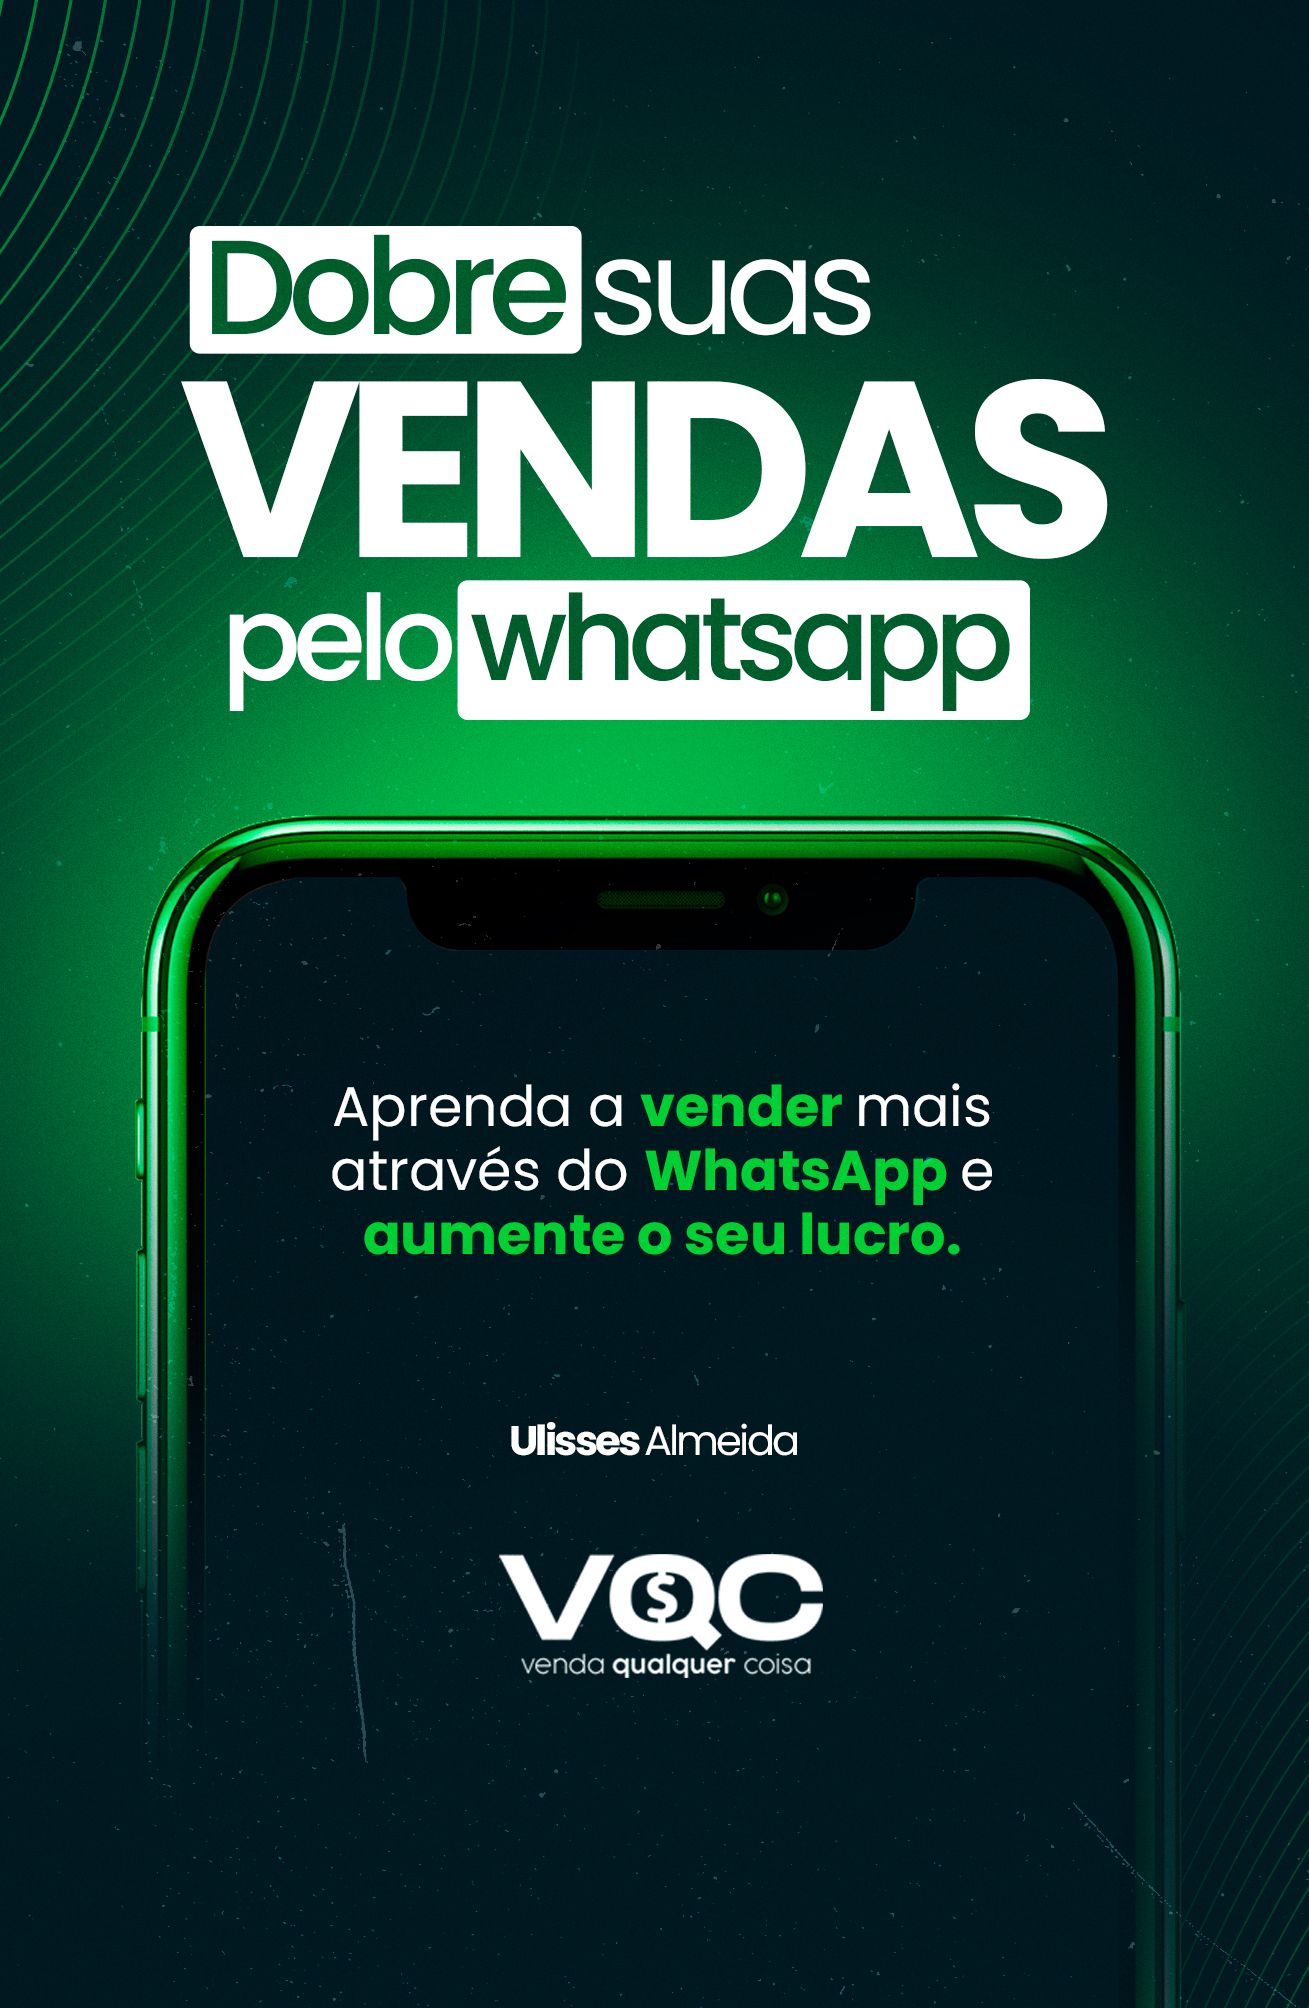 Dobre suas
VENDAS
pelo whatsapp
Aprenda a vender mais
através do WhatsApp e
aumente o seu lucro.
Ulisses Almeida
VQC
venda qualquer coisa